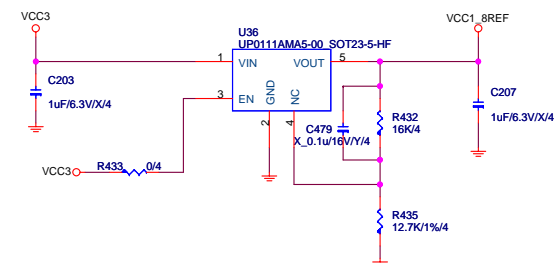 VCC3
VCC1_8REF
U36
UP0111AMA5-00_SOT23-5-HF
1
VIN
VOUT
5
C203
1uF/6.3V/X/4
3
EN
GND
NC
2
4
C479
X_0.1u/16V/Y/4
R432
16K/4
C207
1uF/6.3V/X/4
VCC3
R433
0/4
R435
12.7K/1%/4